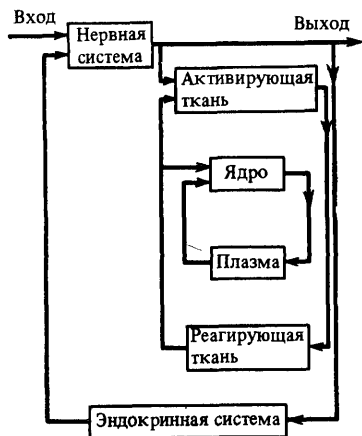 Вход
Выход
Нервная
система
Активирующая
ткань
Ядро
Плазма
Реагирующая
ткань
Эндокринная система